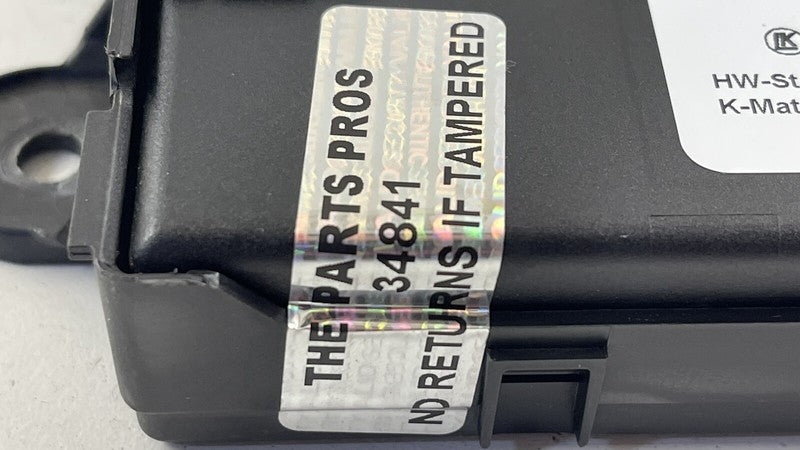 THE PARTS PROS
34841
NO RETURNS IF TAMPERED
HW-St
K-Mat